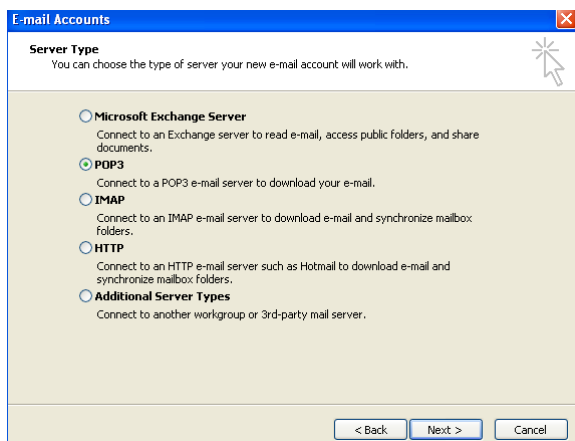 E-mail Accounts
Server Type
You can choose the type of server your new e-mail account will work with.
Microsoft Exchange Server
Connect to an Exchange server to read e-mail, access public folders, and share
documents.
POP3
Connect to a POP3 e-mail server to download your e-mail.
IMAP
Connect to an IMAP e-mail server to download e-mail and synchronize mailbox
folders.
HTTP
Connect to an HTTP e-mail server such as Hotmail to download e-mail and
synchronize mailbox folders.
Additional Server Types
Connect to another workgroup or 3rd-party mail server.
< Back Next > Cancel